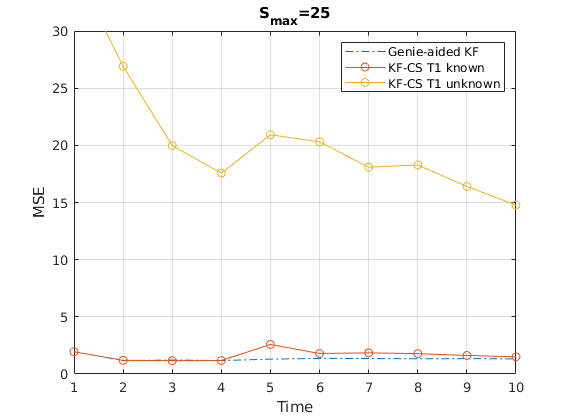 S_max=25
MSE
30
25
20
15
10
5
0
Genie-aided KF
KF-CS T1 known
KF-CS T1 unknown
1 2 3 4 5 6 7 8 9 10
Time